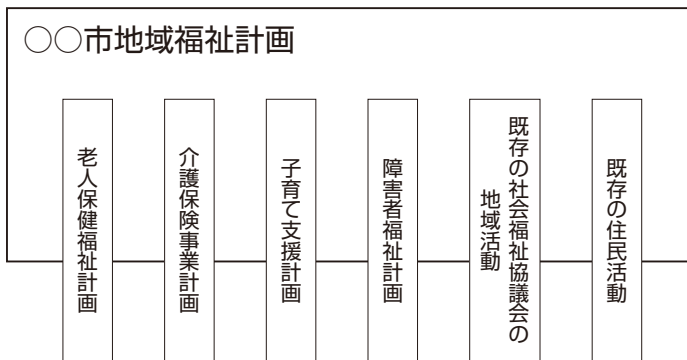 ○○市地域福祉計画
老人保健福祉計画
介護保険事業計画
子育て支援計画
障害者福祉計画
既存の社会福祉協議会の
地域活動
既存の住民活動